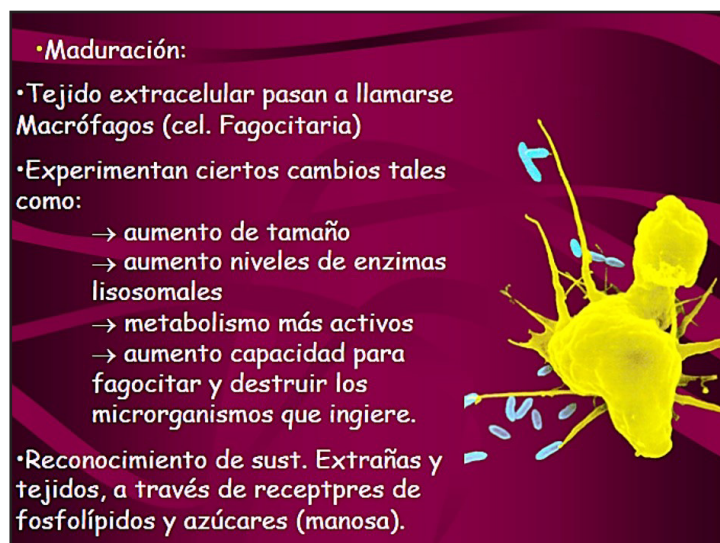 •Maduración:
•Tejido extracelular pasan a llamarse
Macrófagos (cel. Fagocitaria)
•Experimentan ciertos cambios tales
como:
→ aumento de tamaño
→ aumento niveles de enzimas
lisosomales
→ metabolismo más activos
→ aumento capacidad para
fagocitar y destruir los
microrganismos que ingiere.
•Reconocimiento de sust. Extrañas y
tejidos, a través de receptpres de
fosfolípidos y azúcares (manosa).